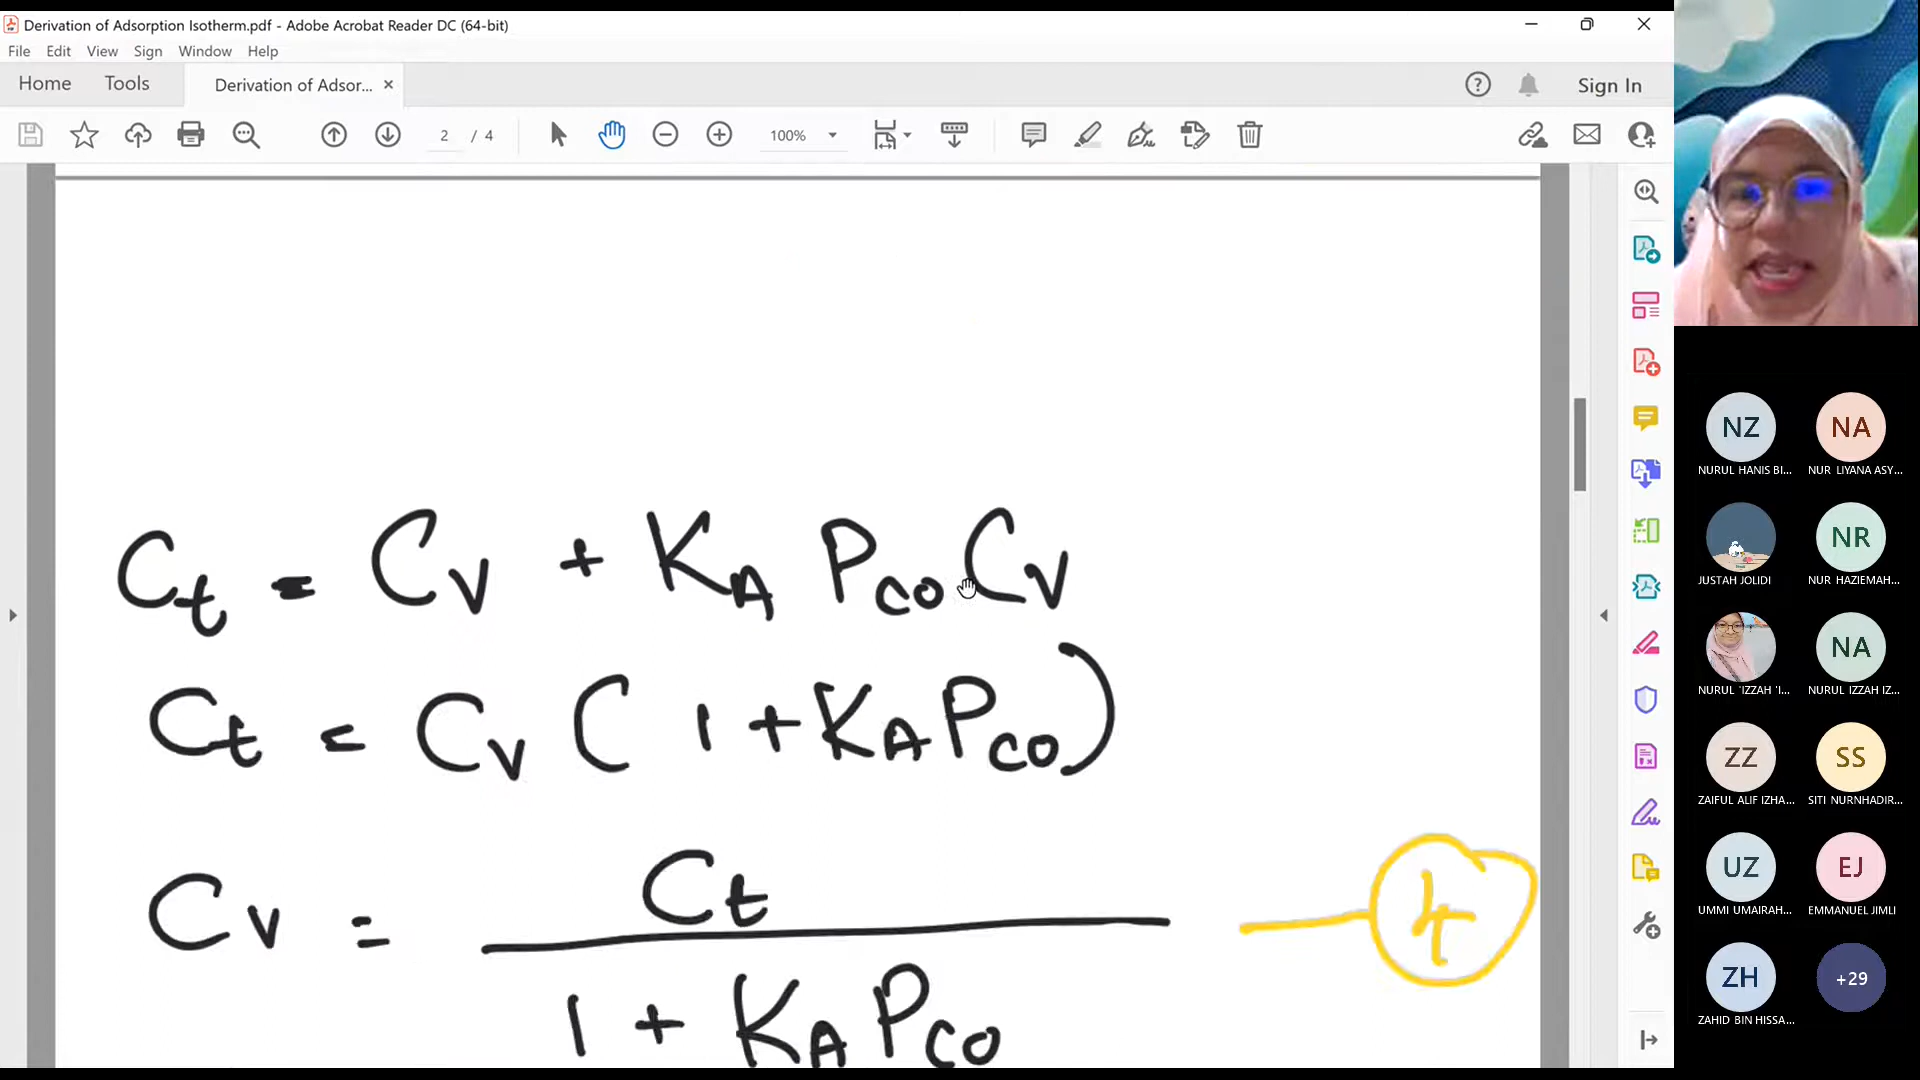 Derivation of Adsorption Isotherm.pdf - Adobe Acrobat Reader DC (64-bit)
File Edit View Sign Window Help
Home Tools Derivation of Adsor... × Sign In
2 / 4 100%
Ct = Cv + KA PCO Cv
Ct = Cv ( 1 + KA PCO )
Cv = Ct
1 + KA PCO
4
NZ NA
NURUL HANIS BI... NUR LIYANA ASY...
NR
JUSTAH JOLIDI NUR HAZIEMAH...
NA
NURUL 'IZZAH 'I... NURUL IZZAH IZ...
ZZ SS
ZAIFUL ALIF IZHA... SITI NURNHADIR...
UZ EJ
UMMI UMAIRAH... EMMANUEL JIMLI
ZH +29
ZAHID BIN HISSA...